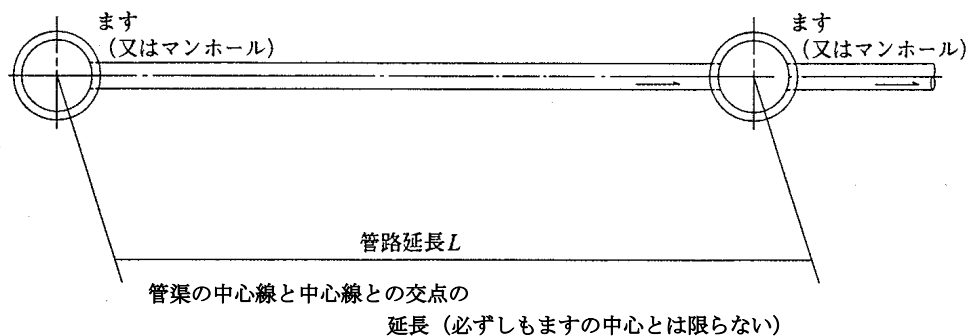 ます
（又はマンホール）
ます
（又はマンホール）
管路延長L
管渠の中心線と中心線との交点の
延長（必ずしもますの中心とは限らない）